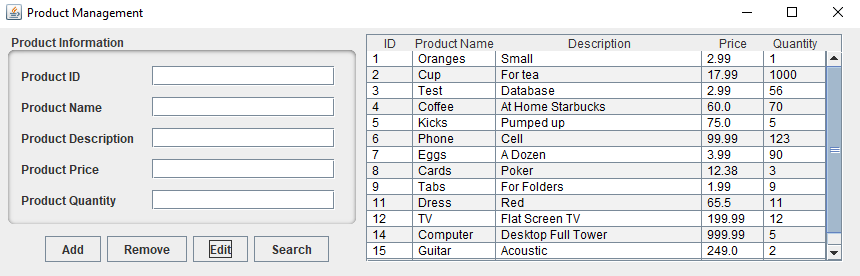 Product Management
Product Information
Product ID
Product Name
Product Description
Product Price
Product Quantity
Add Remove Edit Search
ID Product Name Description Price Quantity
1 Oranges Small 2.99 1
2 Cup For tea 17.99 1000
3 Test Database 2.99 56
4 Coffee At Home Starbucks 60.0 70
5 Kicks Pumped up 75.0 5
6 Phone Cell 99.99 123
7 Eggs A Dozen 3.99 90
8 Cards Poker 12.38 3
9 Tabs For Folders 1.99 9
11 Dress Red 65.5 11
12 TV Flat Screen TV 199.99 12
14 Computer Desktop Full Tower 999.99 5
15 Guitar Acoustic 249.0 2